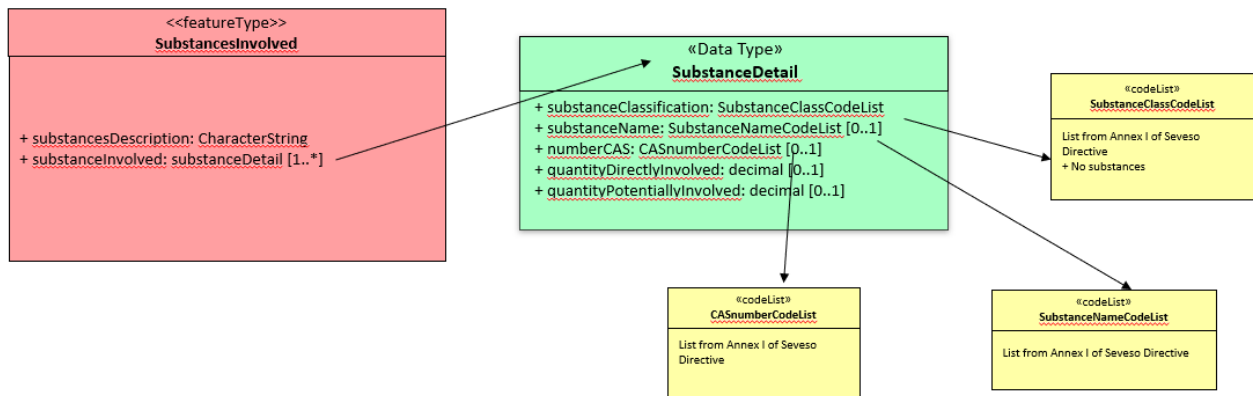 <<featureType>>
SubstancesInvolved
+ substancesDescription: CharacterString
+ substanceInvolved: substanceDetail [1..*]
«Data Type»
SubstanceDetail
+ substanceClassification: SubstanceClassCodeList
+ substanceName: SubstanceNameCodeList [0..1]
+ numberCAS: CASnumberCodeList [0..1]
+ quantityDirectlyInvolved: decimal [0..1]
+ quantityPotentiallyInvolved: decimal [0..1]
«codeList»
SubstanceClassCodeList
List from Annex I of Seveso
Directive
+ No substances
«codeList»
CASnumberCodeList
List from Annex I of Seveso
Directive
«codeList»
SubstanceNameCodeList
List from Annex I of Seveso Directive